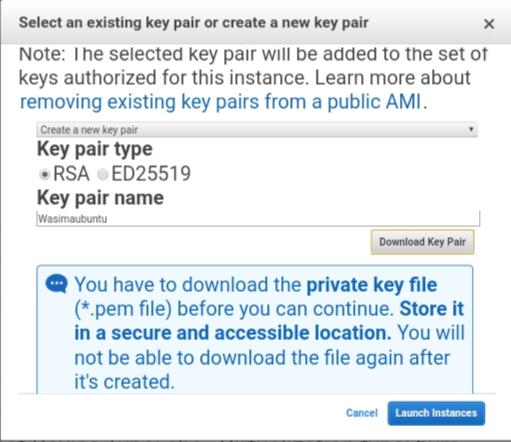 Select an existing key pair or create a new key pair
Note: The selected key pair will be added to the set of
keys authorized for this instance. Learn more about
removing existing key pairs from a public AMI.
Create a new key pair
Key pair type
RSA ED25519
Key pair name
Wasimaubuntu
Download Key Pair
You have to download the private key file
(*.pem file) before you can continue. Store it
in a secure and accessible location. You will
not be able to download the file again after
it's created.
Cancel Launch Instances